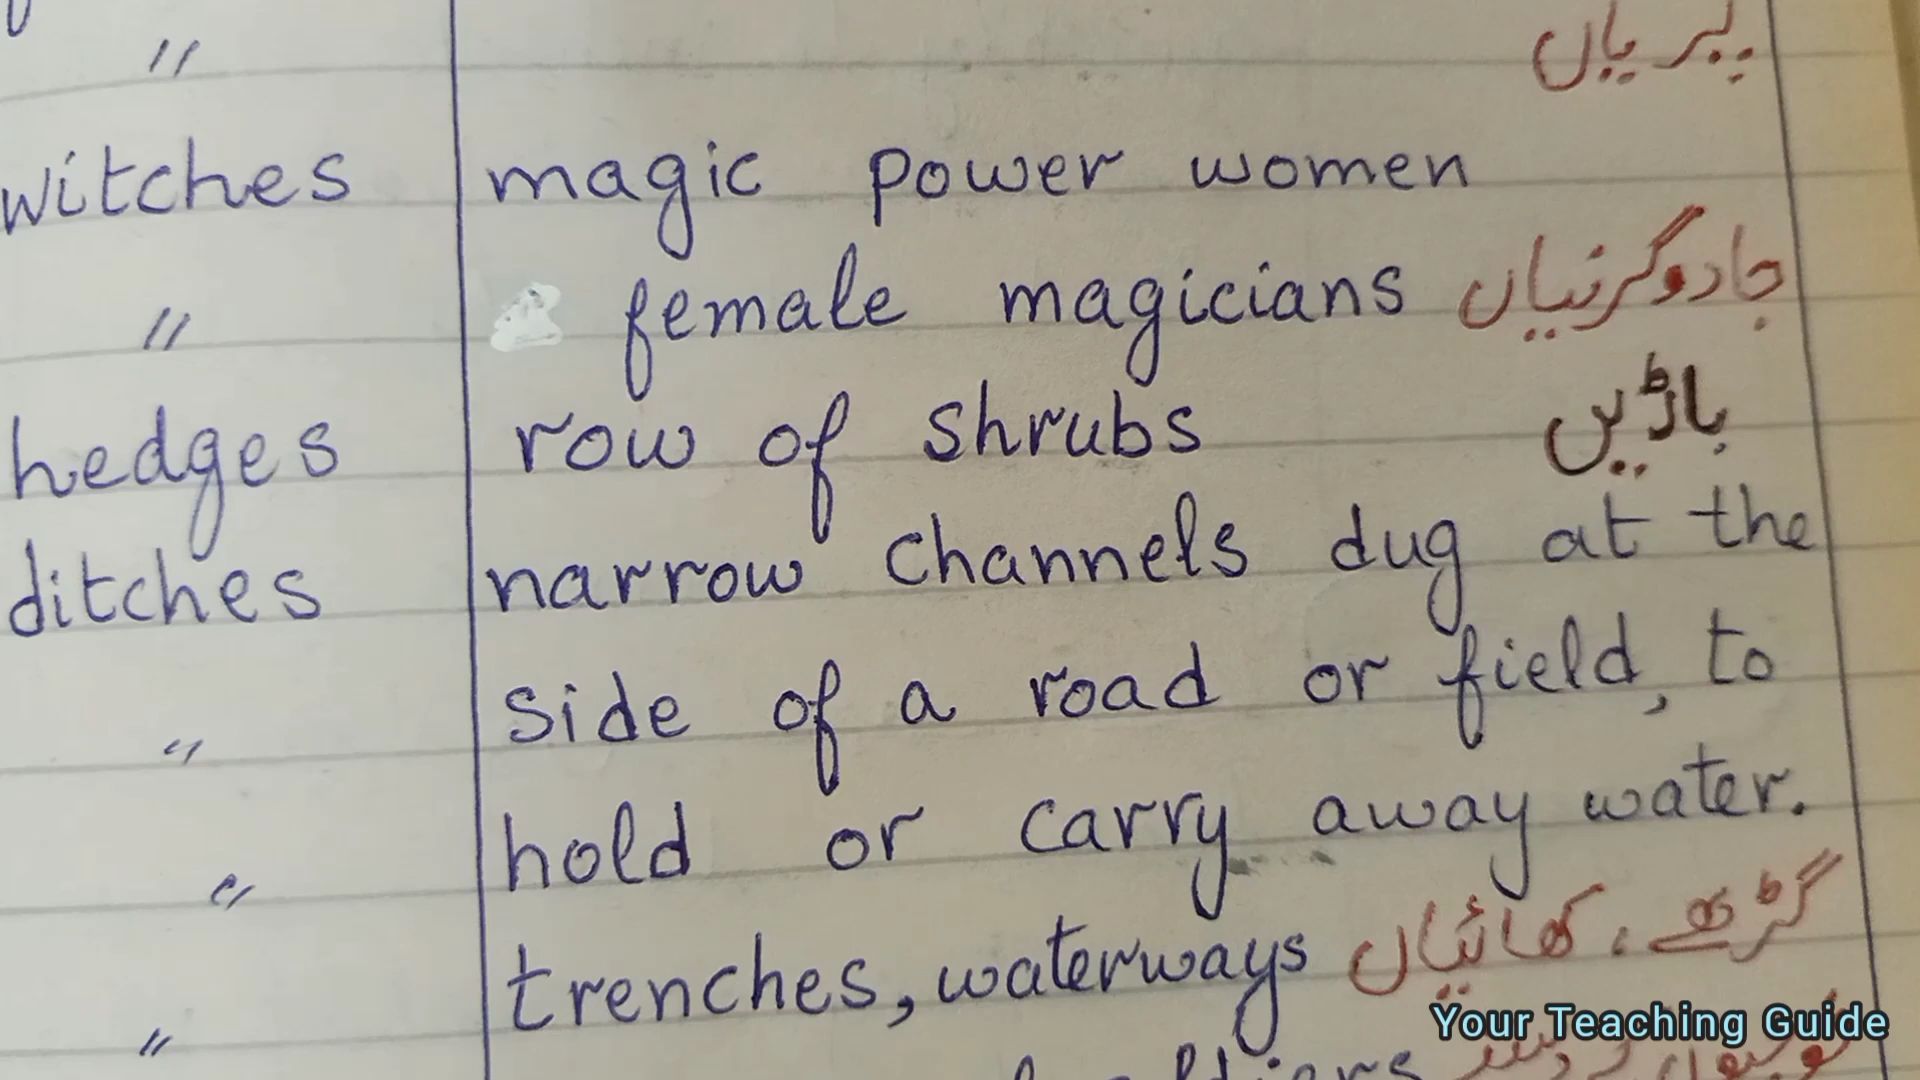 " پریاں
witches magic power women
" female magicians جادوگرنیاں
hedges row of shrubs باڑیں
ditches narrow channels dug at the
" side of a road or field, to
" hold or carry away water.
" trenches, waterways گڑھے، کھائیاں
Your Teaching Guide